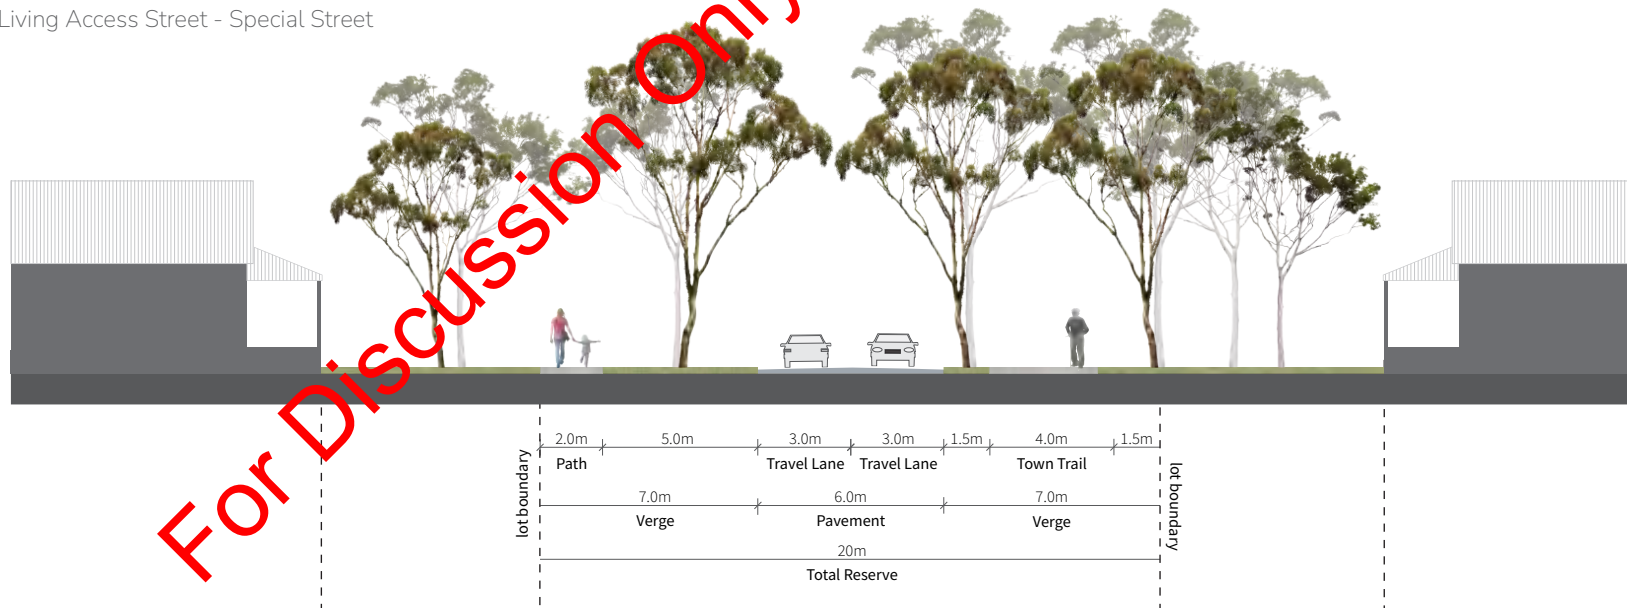 Living Access Street - Special Street
For Discussion Only
2.0m 5.0m 3.0m 3.0m 1.5m 4.0m 1.5m
Path Travel Lane Travel Lane Town Trail
lot boundary
lot boundary
7.0m 6.0m 7.0m
Verge Pavement Verge
20m
Total Reserve